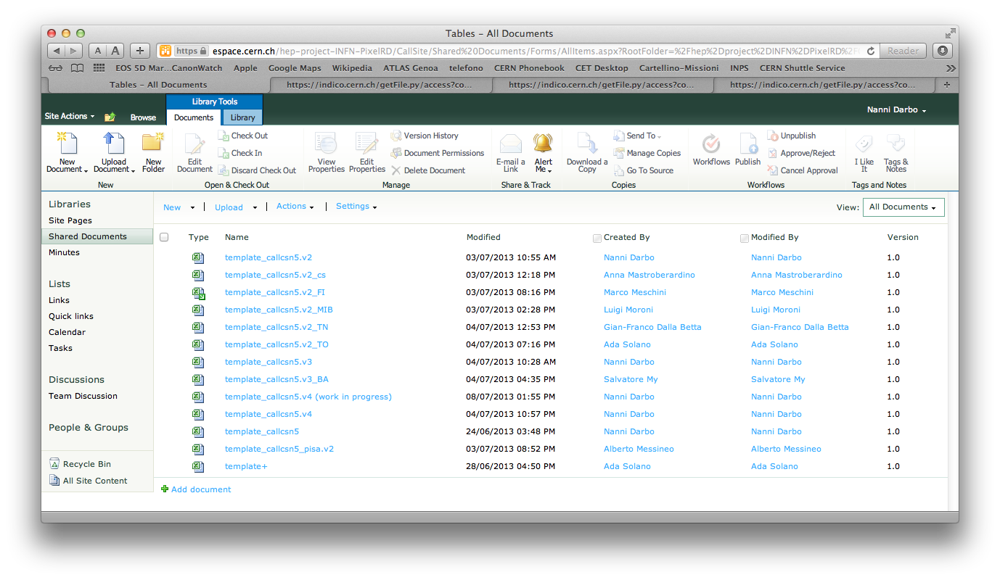 Tables – All Documents
A A + https espace.cern.ch/hep-project-INFN-PixelRD/CallSite/Shared%20Documents/Forms/AllItems.aspx?RootFolder=%2Fhep%2Dproject%2DINFN%2DPixelRD%2F Reader
EOS 5D Mar...CanonWatch Apple Google Maps Wikipedia ATLAS Genoa telefono CERN Phonebook CET Desktop Cartellino-Missioni INPS CERN Shuttle Service
Tables – All Documents https://indico.cern.ch/getFile.py/access?co... https://indico.cern.ch/getFile.py/access?co... https://indico.cern.ch/getFile.py/access?co... +
Library Tools
Site Actions Browse Documents Library Nanni Darbo
New Document Upload Document New Folder
New
Edit Document Check Out
Check In
Discard Check Out
Open & Check Out
View Properties Edit Properties Version History
Document Permissions
Delete Document
Manage
E-mail a Link Alert Me
Share & Track
Download a Copy Send To
Manage Copies
Go To Source
Copies
Workflows Publish Unpublish
Approve/Reject
Cancel Approval
Workflows
I Like It Tags & Notes
Tags and Notes
Libraries
Site Pages
Shared Documents
Minutes
Lists
Links
Quick links
Calendar
Tasks
Discussions
Team Discussion
People & Groups
Recycle Bin
All Site Content
New Upload Actions Settings View: All Documents
Type Name Modified Created By Modified By Version
template_callcsn5.v2 03/07/2013 10:55 AM Nanni Darbo Nanni Darbo 1.0
template_callcsn5.v2_cs 03/07/2013 12:18 PM Anna Mastroberardino Anna Mastroberardino 1.0
template_callcsn5.v2_FI 03/07/2013 08:16 PM Marco Meschini Marco Meschini 1.0
template_callcsn5.v2_MIB 03/07/2013 02:28 PM Luigi Moroni Luigi Moroni 1.0
template_callcsn5.v2_TN 04/07/2013 12:53 PM Gian-Franco Dalla Betta Gian-Franco Dalla Betta 1.0
template_callcsn5.v2_TO 04/07/2013 07:16 PM Ada Solano Ada Solano 1.0
template_callcsn5.v3 04/07/2013 10:28 AM Nanni Darbo Nanni Darbo 1.0
template_callcsn5.v3_BA 04/07/2013 04:35 PM Salvatore My Salvatore My 1.0
template_callcsn5.v4 (work in progress) 08/07/2013 01:55 PM Nanni Darbo Nanni Darbo 1.0
template_callcsn5.v4 04/07/2013 10:57 PM Nanni Darbo Nanni Darbo 1.0
template_callcsn5 24/06/2013 03:48 PM Nanni Darbo Nanni Darbo 1.0
template_callcsn5_pisa.v2 03/07/2013 08:52 PM Alberto Messineo Alberto Messineo 1.0
template+ 28/06/2013 04:50 PM Ada Solano Ada Solano 1.0
Add document